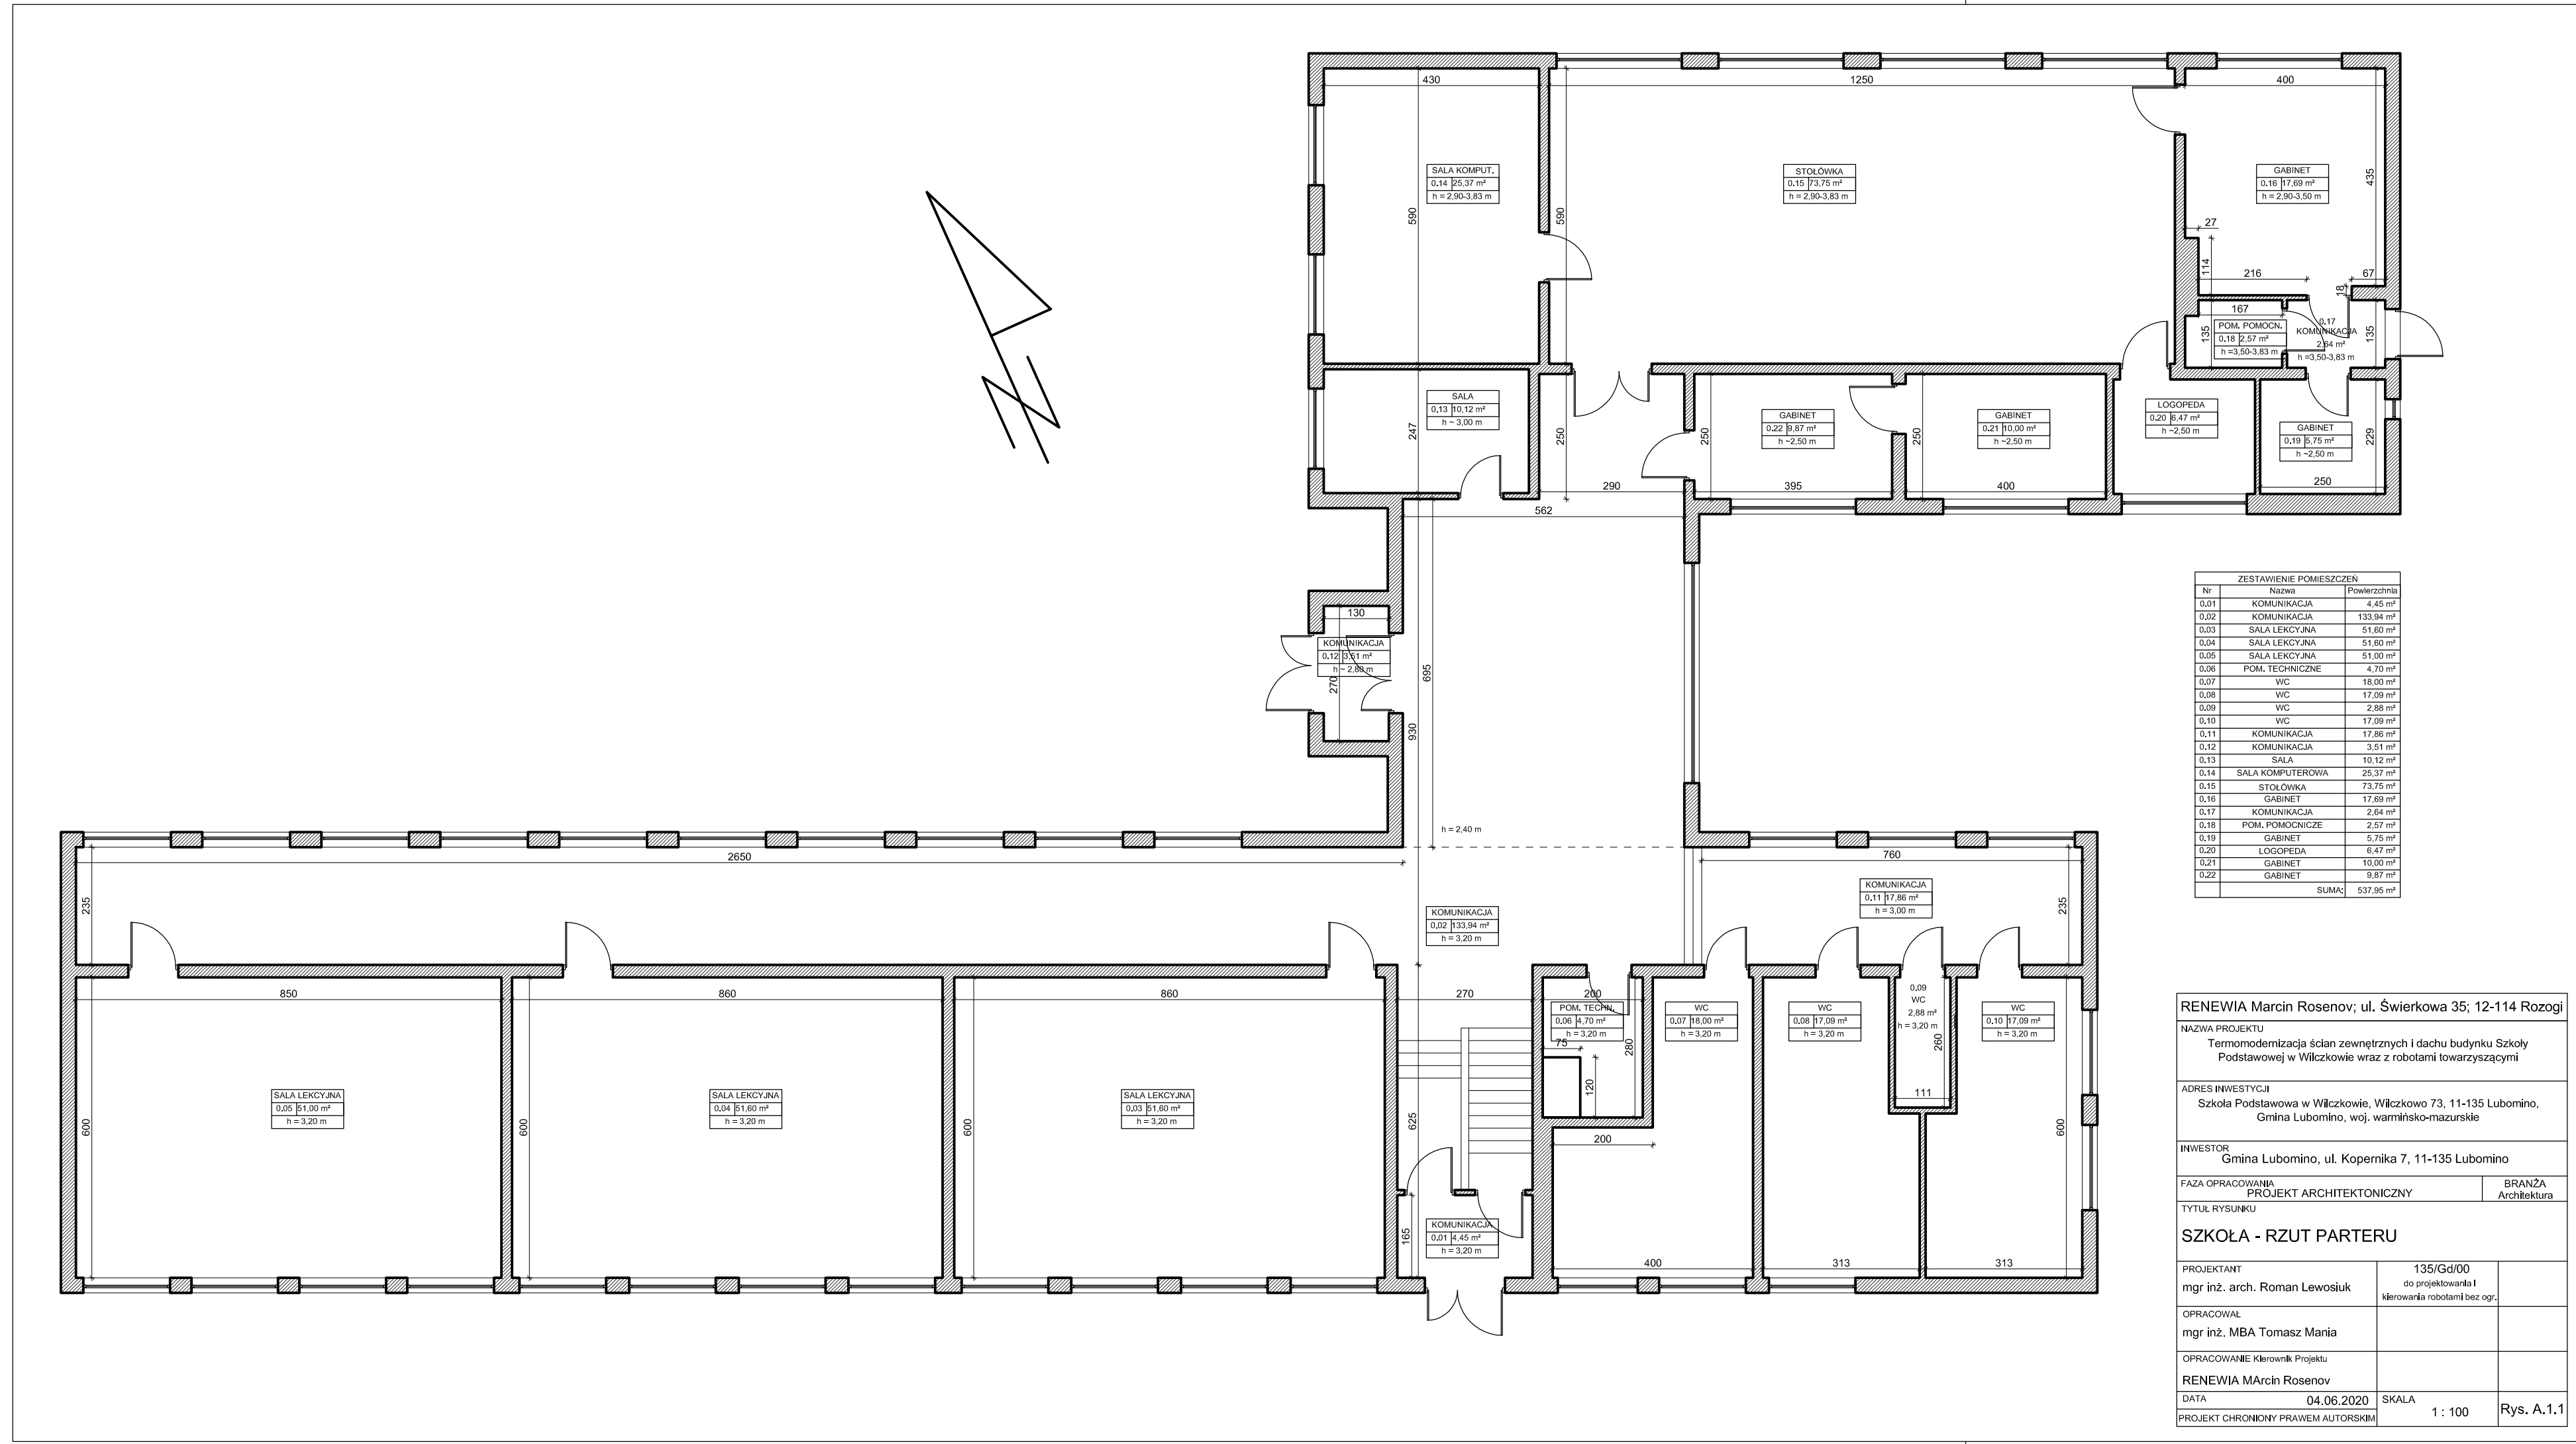 430
1250
400
SALA KOMPUT.
0.14 25,37 m²
h = 2,90-3,83 m
STOŁÓWKA
0.15 73,75 m²
h = 2,90-3,83 m
GABINET
0.16 17,69 m²
h = 2,90-3,50 m
435
590
590
27
114
216
67
18
167
135
POM. POMOCN.
0.18 2,57 m²
h =3,50-3,83 m
0.17
KOMUNIKACJA
2,64 m²
h =3,50-3,83 m
135
SALA
0.13 10,12 m²
h ~ 3,00 m
247
250
GABINET
0.22 9,87 m²
h ~2,50 m
250
GABINET
0.21 10,00 m²
h ~2,50 m
250
LOGOPEDA
0.20 6,47 m²
h ~2,50 m
GABINET
0.19 5,75 m²
h ~2,50 m
229
290
395
400
250
562
N
130
KOMUNIKACJA
0.12 3,51 m²
h ~ 2,80 m
270
695
930
h = 2,40 m
ZESTAWIENIE POMIESZCZEŃ
Nr Nazwa Powierzchnia
0.01 KOMUNIKACJA 4,45 m²
0.02 KOMUNIKACJA 133,94 m²
0.03 SALA LEKCYJNA 51,60 m²
0.04 SALA LEKCYJNA 51,60 m²
0.05 SALA LEKCYJNA 51,00 m²
0.06 POM. TECHNICZNE 4,70 m²
0.07 WC 18,00 m²
0.08 WC 17,09 m²
0.09 WC 2,88 m²
0.10 WC 17,09 m²
0.11 KOMUNIKACJA 17,86 m²
0.12 KOMUNIKACJA 3,51 m²
0.13 SALA 10,12 m²
0.14 SALA KOMPUTEROWA 25,37 m²
0.15 STOŁÓWKA 73,75 m²
0.16 GABINET 17,69 m²
0.17 KOMUNIKACJA 2,64 m²
0.18 POM. POMOCNICZE 2,57 m²
0.19 GABINET 5,75 m²
0.20 LOGOPEDA 6,47 m²
0.21 GABINET 10,00 m²
0.22 GABINET 9,87 m²
SUMA: 537,95 m²
2650
760
235
KOMUNIKACJA
0.02 133,94 m²
h = 3,20 m
KOMUNIKACJA
0.11 17,86 m²
h = 3,00 m
235
850
860
860
270
200
POM. TECHN.
0.06 4,70 m²
h = 3,20 m
75
120
280
WC
0.07 18,00 m²
h = 3,20 m
WC
0.08 17,09 m²
h = 3,20 m
0.09
WC
2,88 m²
h = 3,20 m
260
111
WC
0.10 17,09 m²
h = 3,20 m
SALA LEKCYJNA
0.05 51,00 m²
h = 3,20 m
600
SALA LEKCYJNA
0.04 51,60 m²
h = 3,20 m
600
SALA LEKCYJNA
0.03 51,60 m²
h = 3,20 m
600
625
200
600
165
KOMUNIKACJA
0.01 4,45 m²
h = 3,20 m
400
313
313
RENEWIA Marcin Rosenov; ul. Świerkowa 35; 12-114 Rozogi
NAZWA PROJEKTU
Termomodernizacja ścian zewnętrznych i dachu budynku Szkoły
Podstawowej w Wilczkowie wraz z robotami towarzyszącymi
ADRES INWESTYCJI
Szkoła Podstawowa w Wilczkowie, Wilczkowo 73, 11-135 Lubomino,
Gmina Lubomino, woj. warmińsko-mazurskie
INWESTOR
Gmina Lubomino, ul. Kopernika 7, 11-135 Lubomino
FAZA OPRACOWANIA
PROJEKT ARCHITEKTONICZNY
BRANŻA
Architektura
TYTUŁ RYSUNKU
SZKOŁA - RZUT PARTERU
PROJEKTANT
mgr inż. arch. Roman Lewosiuk
135/Gd/00
do projektowania i
kierowania robotami bez ogr.
OPRACOWAŁ
mgr inż. MBA Tomasz Mania
OPRACOWANIE Kierownik Projektu
RENEWIA MArcin Rosenov
DATA 04.06.2020
SKALA 1 : 100
Rys. A.1.1
PROJEKT CHRONIONY PRAWEM AUTORSKIM